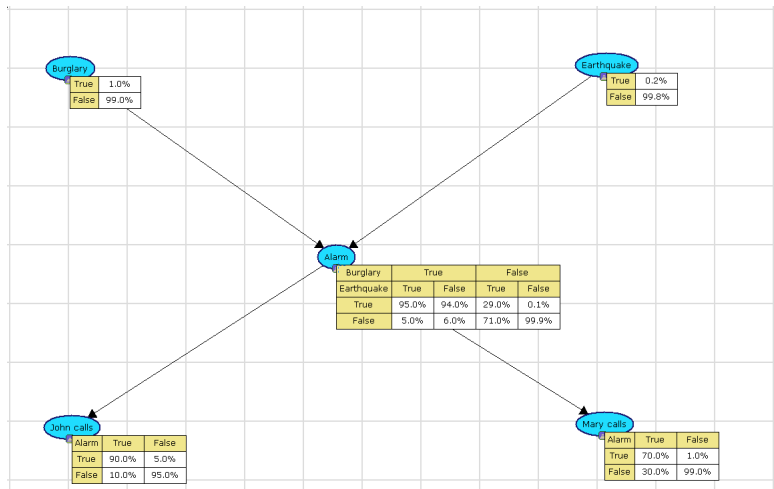 Burglary
True 1.0%
False 99.0%
Earthquake
True 0.2%
False 99.8%
Alarm
Burglary True False
Earthquake True False True False
True 95.0% 94.0% 29.0% 0.1%
False 5.0% 6.0% 71.0% 99.9%
John calls
Alarm True False
True 90.0% 5.0%
False 10.0% 95.0%
Mary calls
Alarm True False
True 70.0% 1.0%
False 30.0% 99.0%